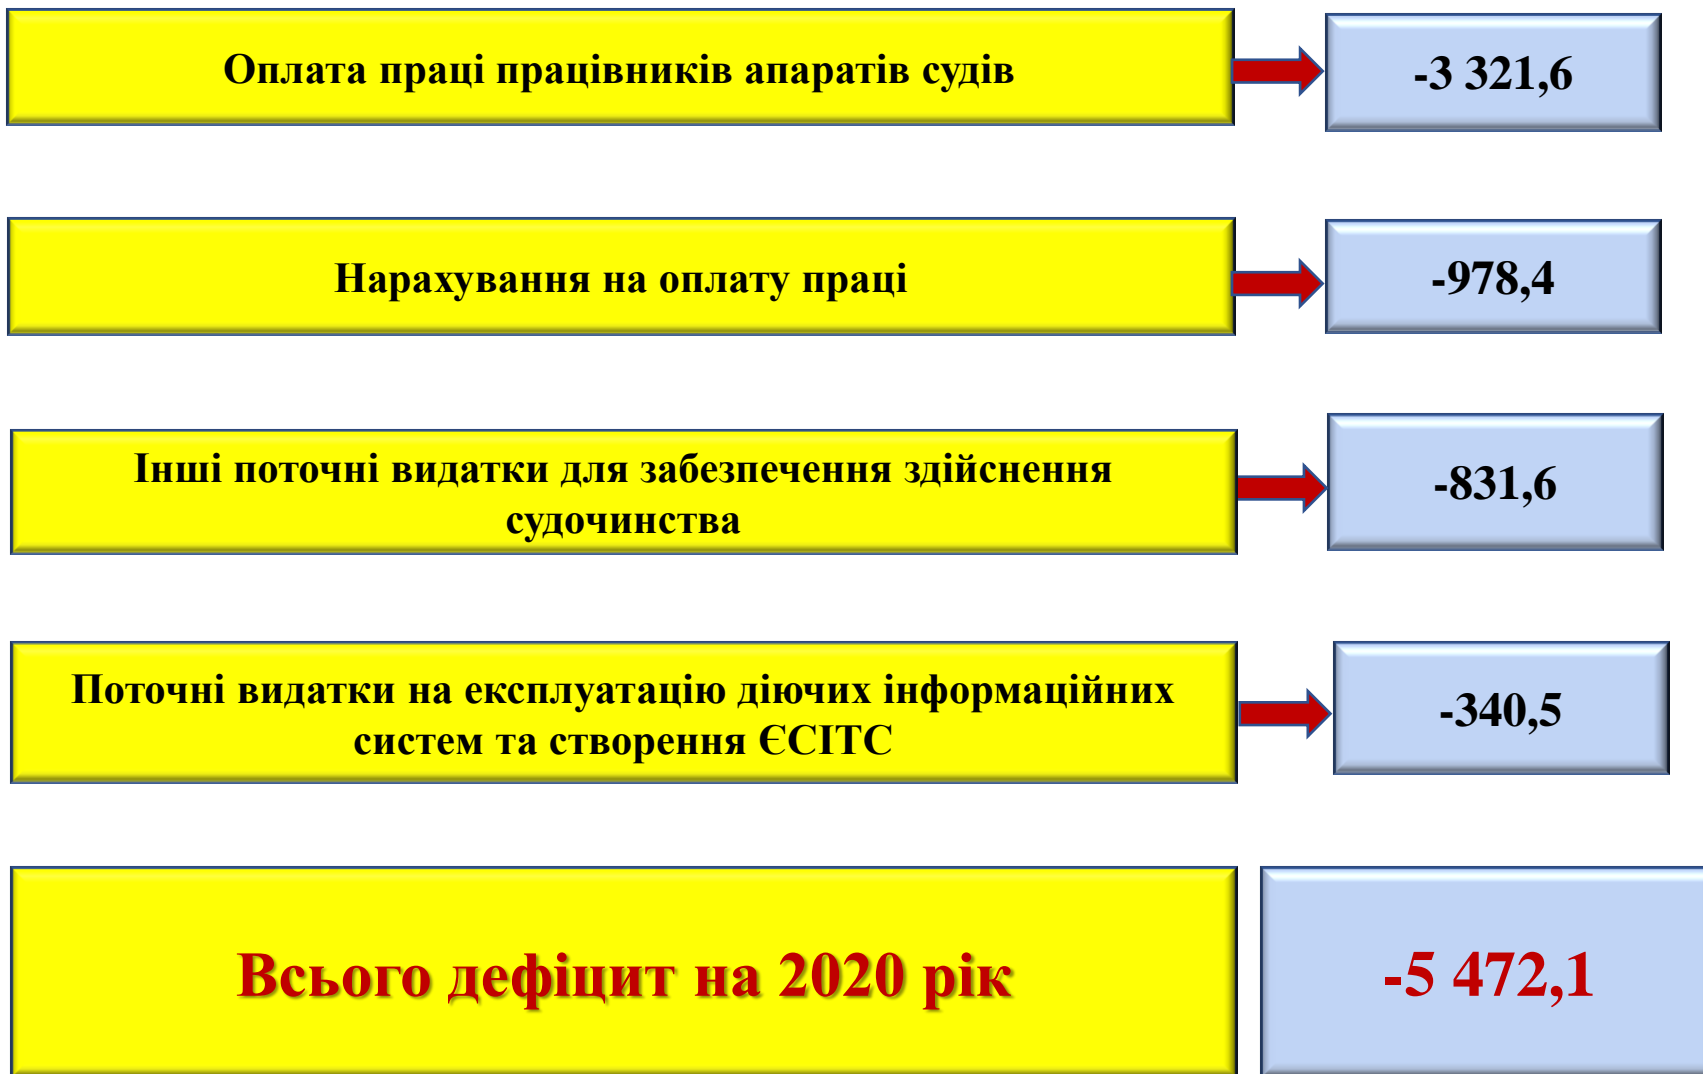 Оплата праці працівників апаратів судів
-3 321,6
Нарахування на оплату праці
-978,4
Інші поточні видатки для забезпечення здійснення
судочинства
-831,6
Поточні видатки на експлуатацію діючих інформаційних
систем та створення ЄСІТС
-340,5
Всього дефіцит на 2020 рік
-5 472,1